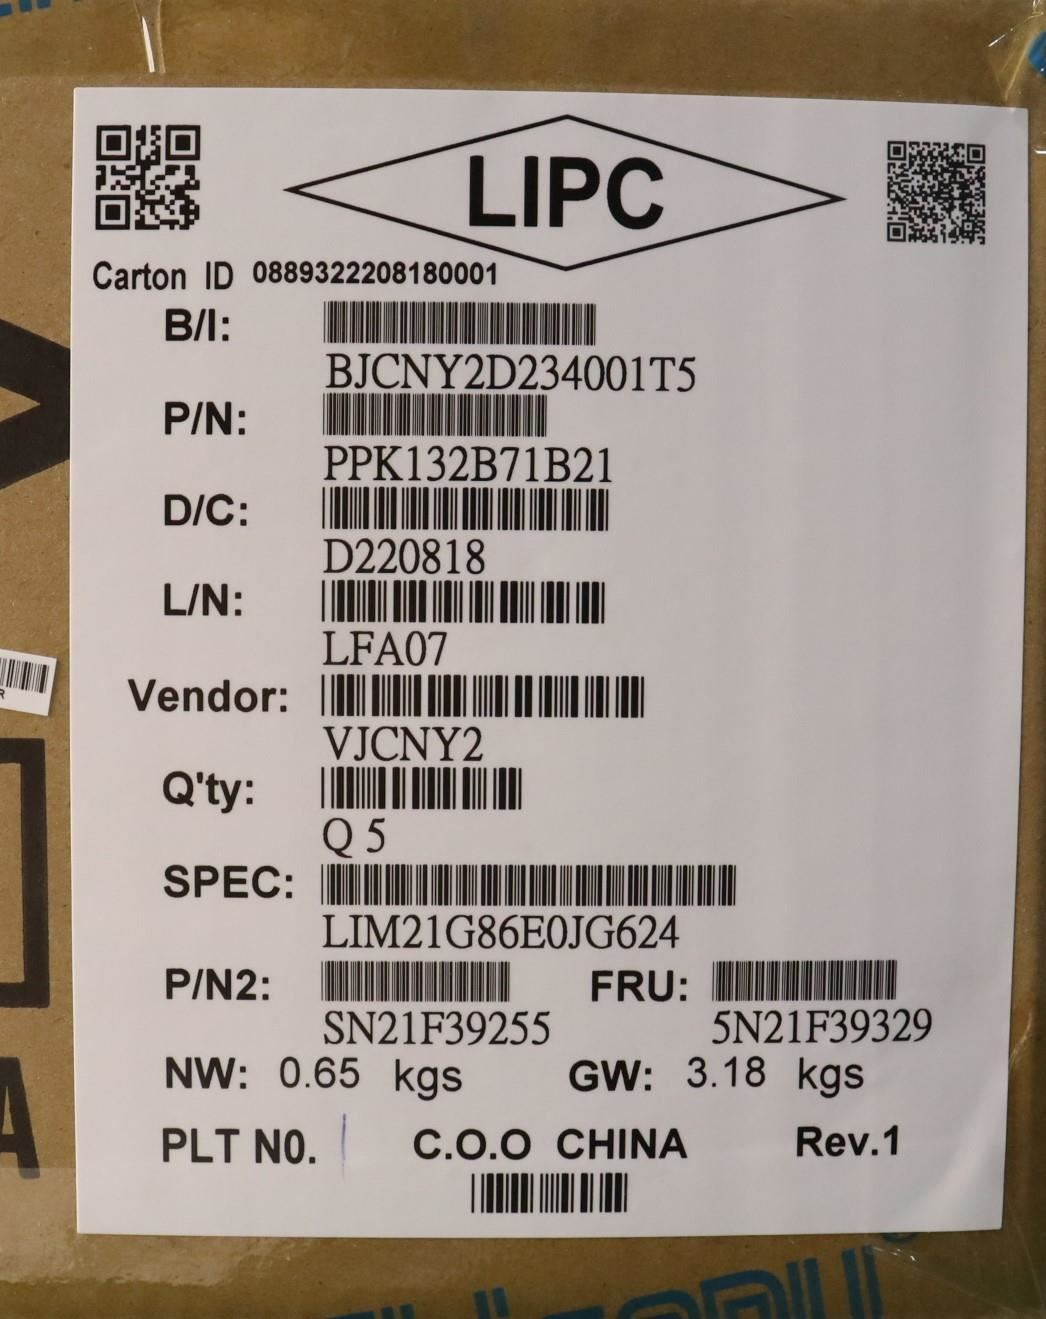 LIPC
Carton ID 0889322208180001
B/I:
BJCNY2D234001T5
P/N:
PPK132B71B21
D/C:
D220818
L/N:
LFA07
Vendor:
VJCNY2
Q'ty:
Q 5
SPEC:
LIM21G86E0JG624
P/N2: FRU:
SN21F39255 5N21F39329
NW: 0.65 kgs GW: 3.18 kgs
PLT NO. C.O.O CHINA Rev.1